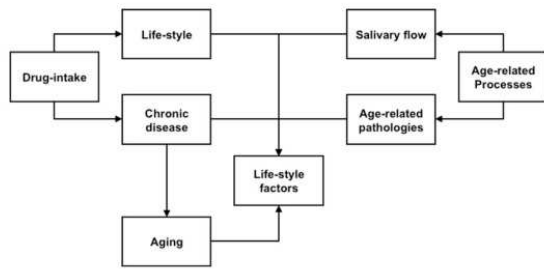 Life-style
Salivary flow
Drug-intake
Age-related
Processes
Chronic
disease
Age-related
pathologies
Life-style
factors
Aging